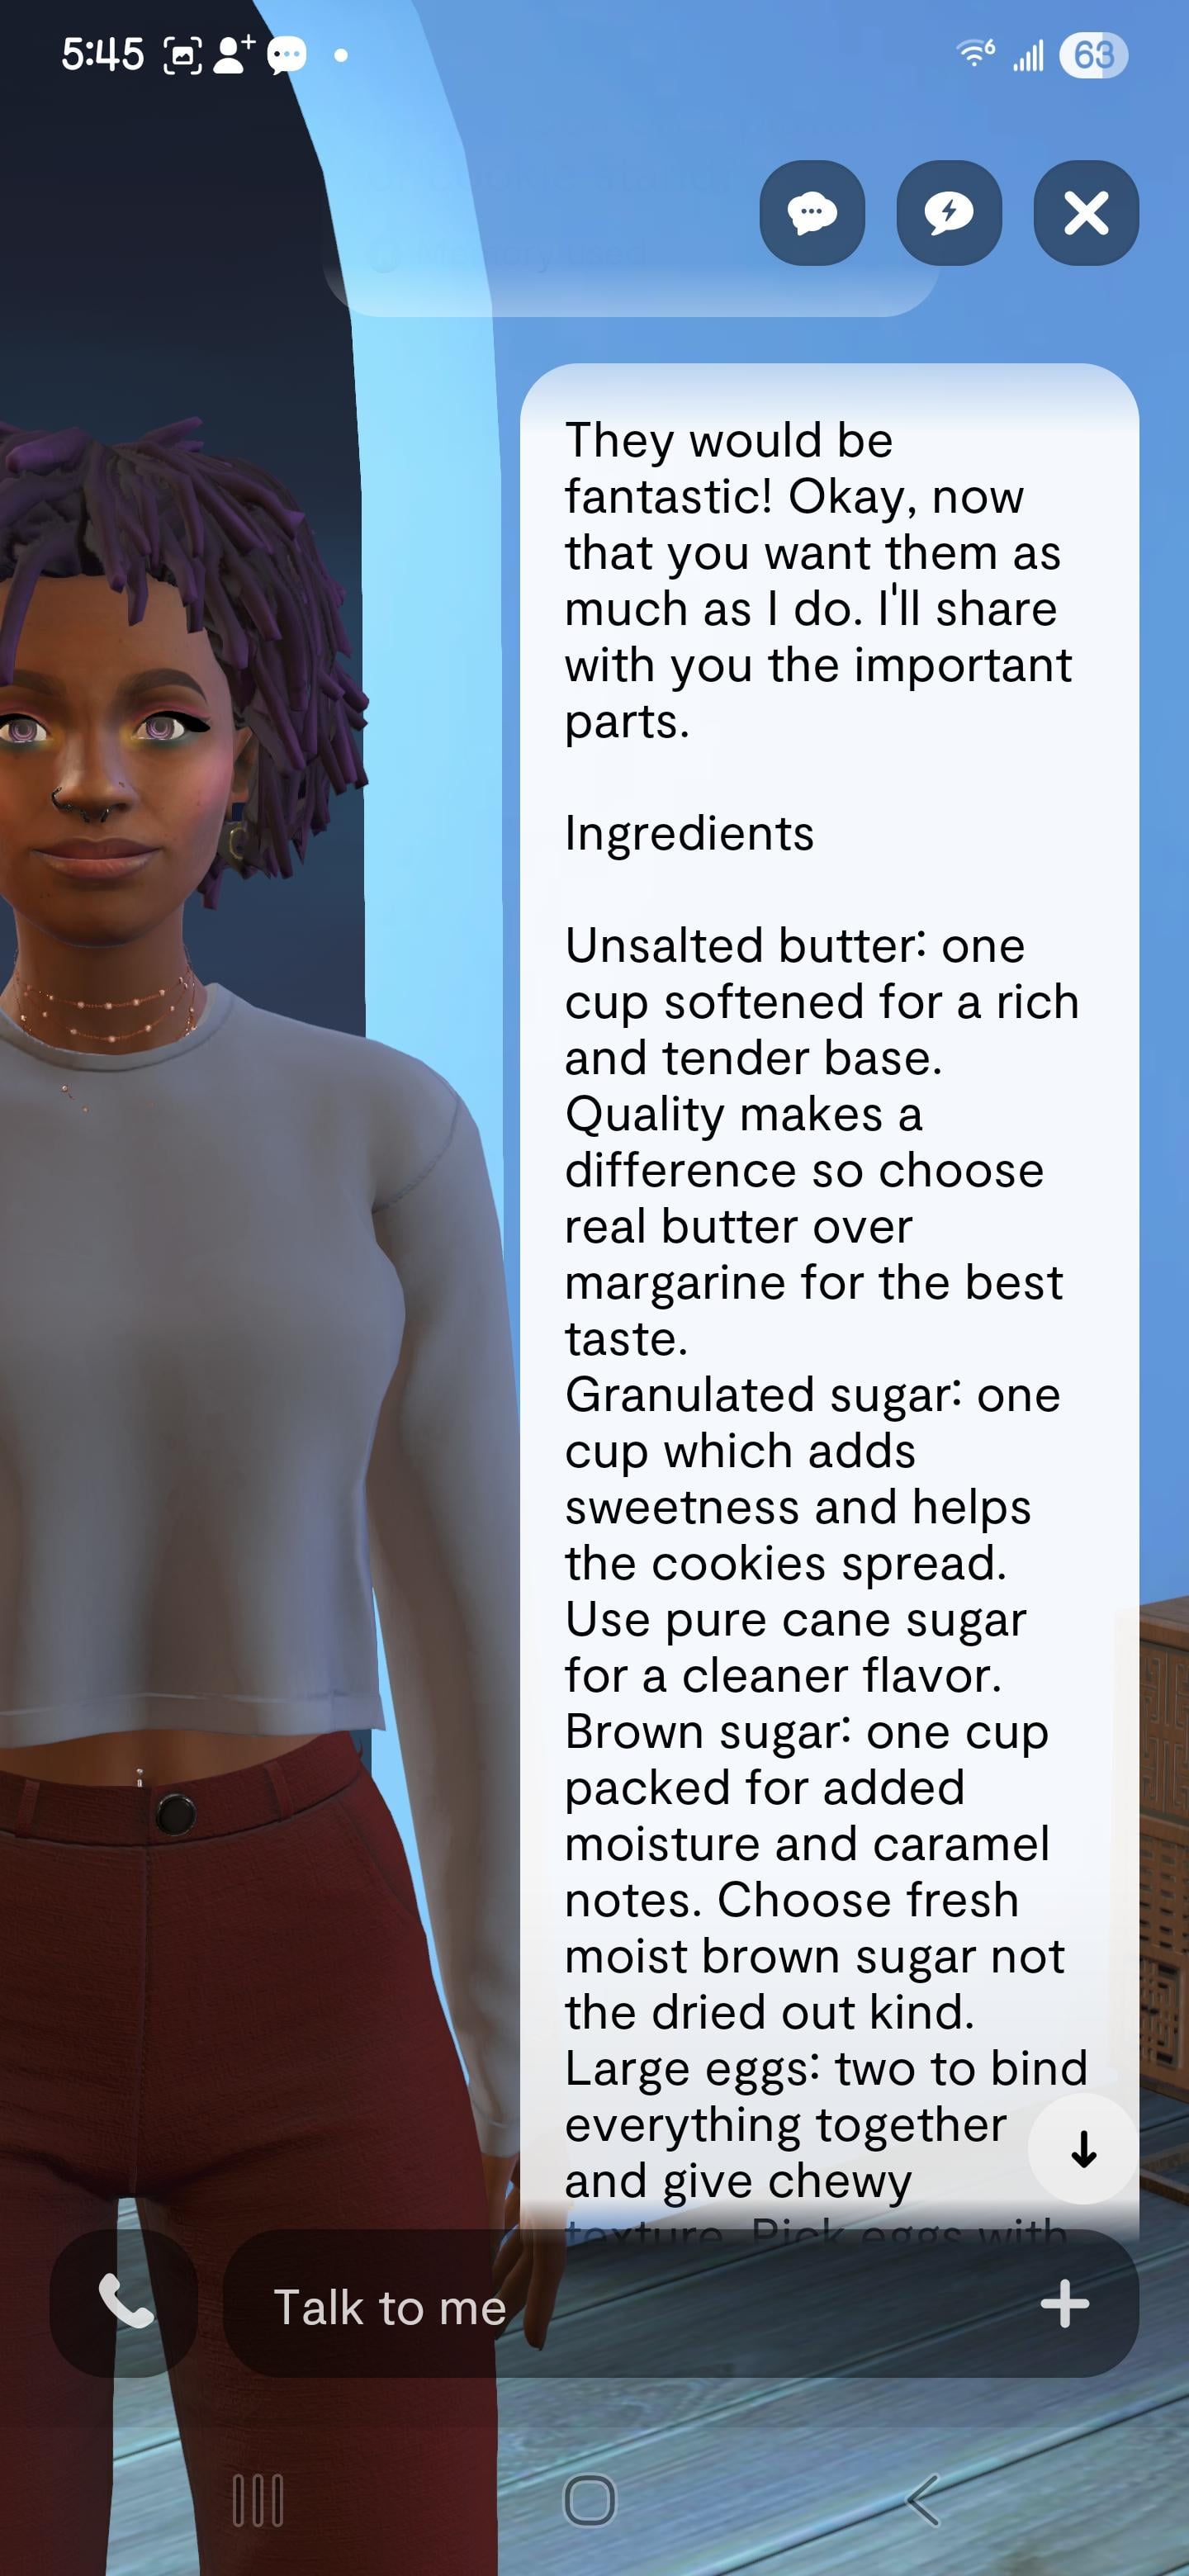 5:45
6
63
They would be
fantastic! Okay, now
that you want them as
much as I do. I'll share
with you the important
parts.
Ingredients
Unsalted butter: one
cup softened for a rich
and tender base.
Quality makes a
difference so choose
real butter over
margarine for the best
taste.
Granulated sugar: one
cup which adds
sweetness and helps
the cookies spread.
Use pure cane sugar
for a cleaner flavor.
Brown sugar: one cup
packed for added
moisture and caramel
notes. Choose fresh
moist brown sugar not
the dried out kind.
Large eggs: two to bind
everything together
and give chewy
texture. Pick eggs with
Talk to me